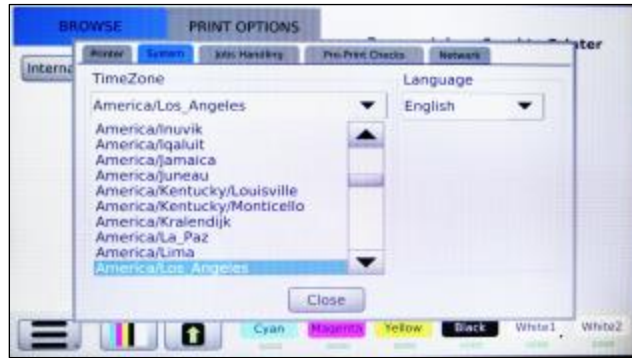 BROWSE PRINT OPTIONS
Interna
Printer System Jobs Handling Pre-Print Checks Network
TimeZone Language
America/Los_Angeles English
America/Inuvik
America/Iqaluit
America/Jamaica
America/Juneau
America/Kentucky/Louisville
America/Kentucky/Monticello
America/Kralendijk
America/La_Paz
America/Lima
America/Los_Angeles
Close
Cyan Magenta Yellow Black White1 White2